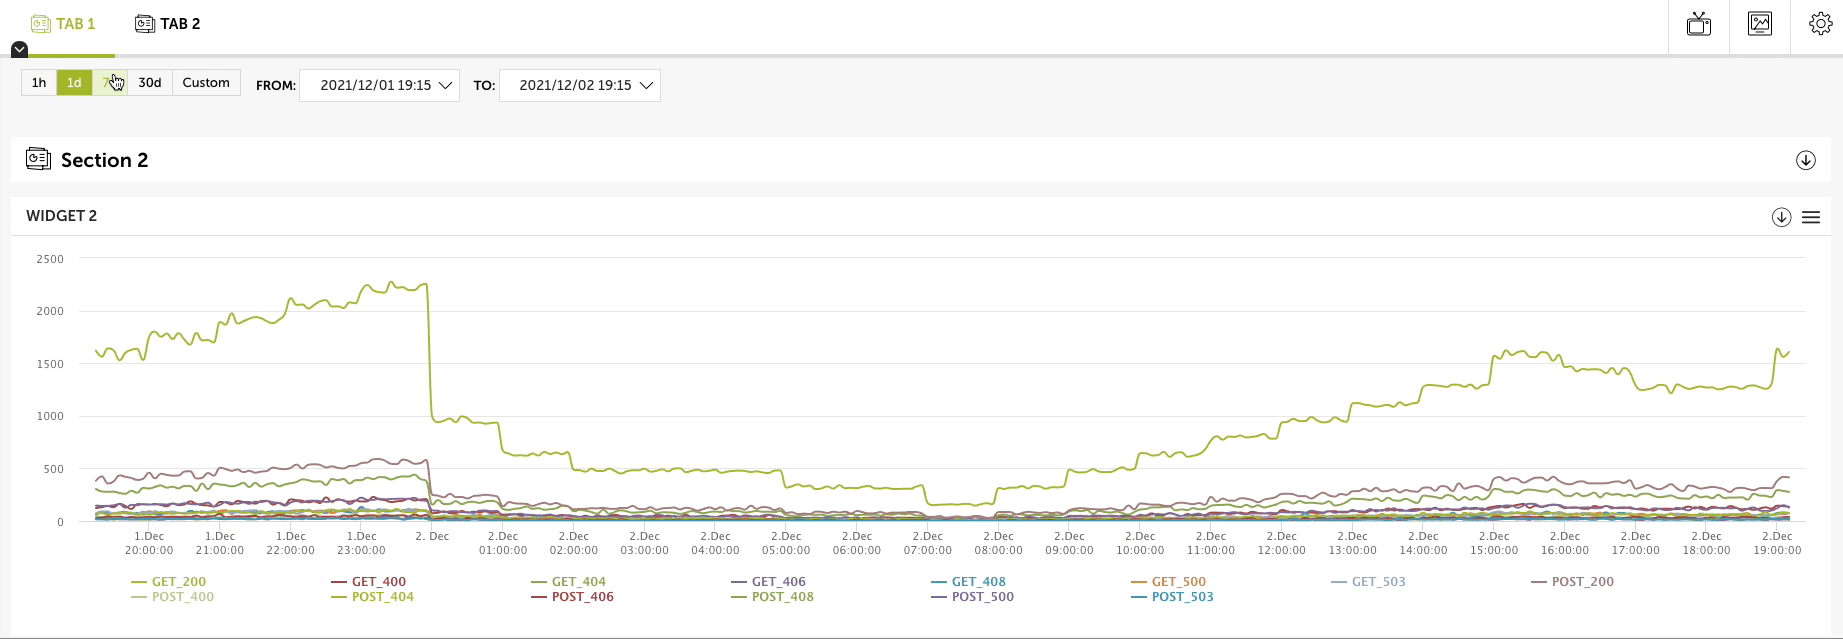 TAB 1 TAB 2
1h 1d 7 30d Custom FROM: 2021/12/01 19:15 TO: 2021/12/02 19:15
Section 2
WIDGET 2
2500
2000
1500
1000
500
0
1.Dec 1.Dec 1.Dec 1.Dec 2. Dec 2.Dec 2.Dec 2.Dec 2.Dec 2.Dec 2.Dec 2.Dec 2.Dec 2.Dec 2.Dec 2.Dec 2.Dec 2.Dec 2.Dec 2.Dec 2.Dec 2.Dec 2.Dec 2.Dec
20:00:00 21:00:00 22:00:00 23:00:00 01:00:00 02:00:00 03:00:00 04:00:00 05:00:00 06:00:00 07:00:00 08:00:00 09:00:00 10:00:00 11:00:00 12:00:00 13:00:00 14:00:00 15:00:00 16:00:00 17:00:00 18:00:00 19:00:00
GET_200 GET_400 GET_404 GET_406 GET_408 GET_500 GET_503 POST_200
POST_400 POST_404 POST_406 POST_408 POST_500 POST_503